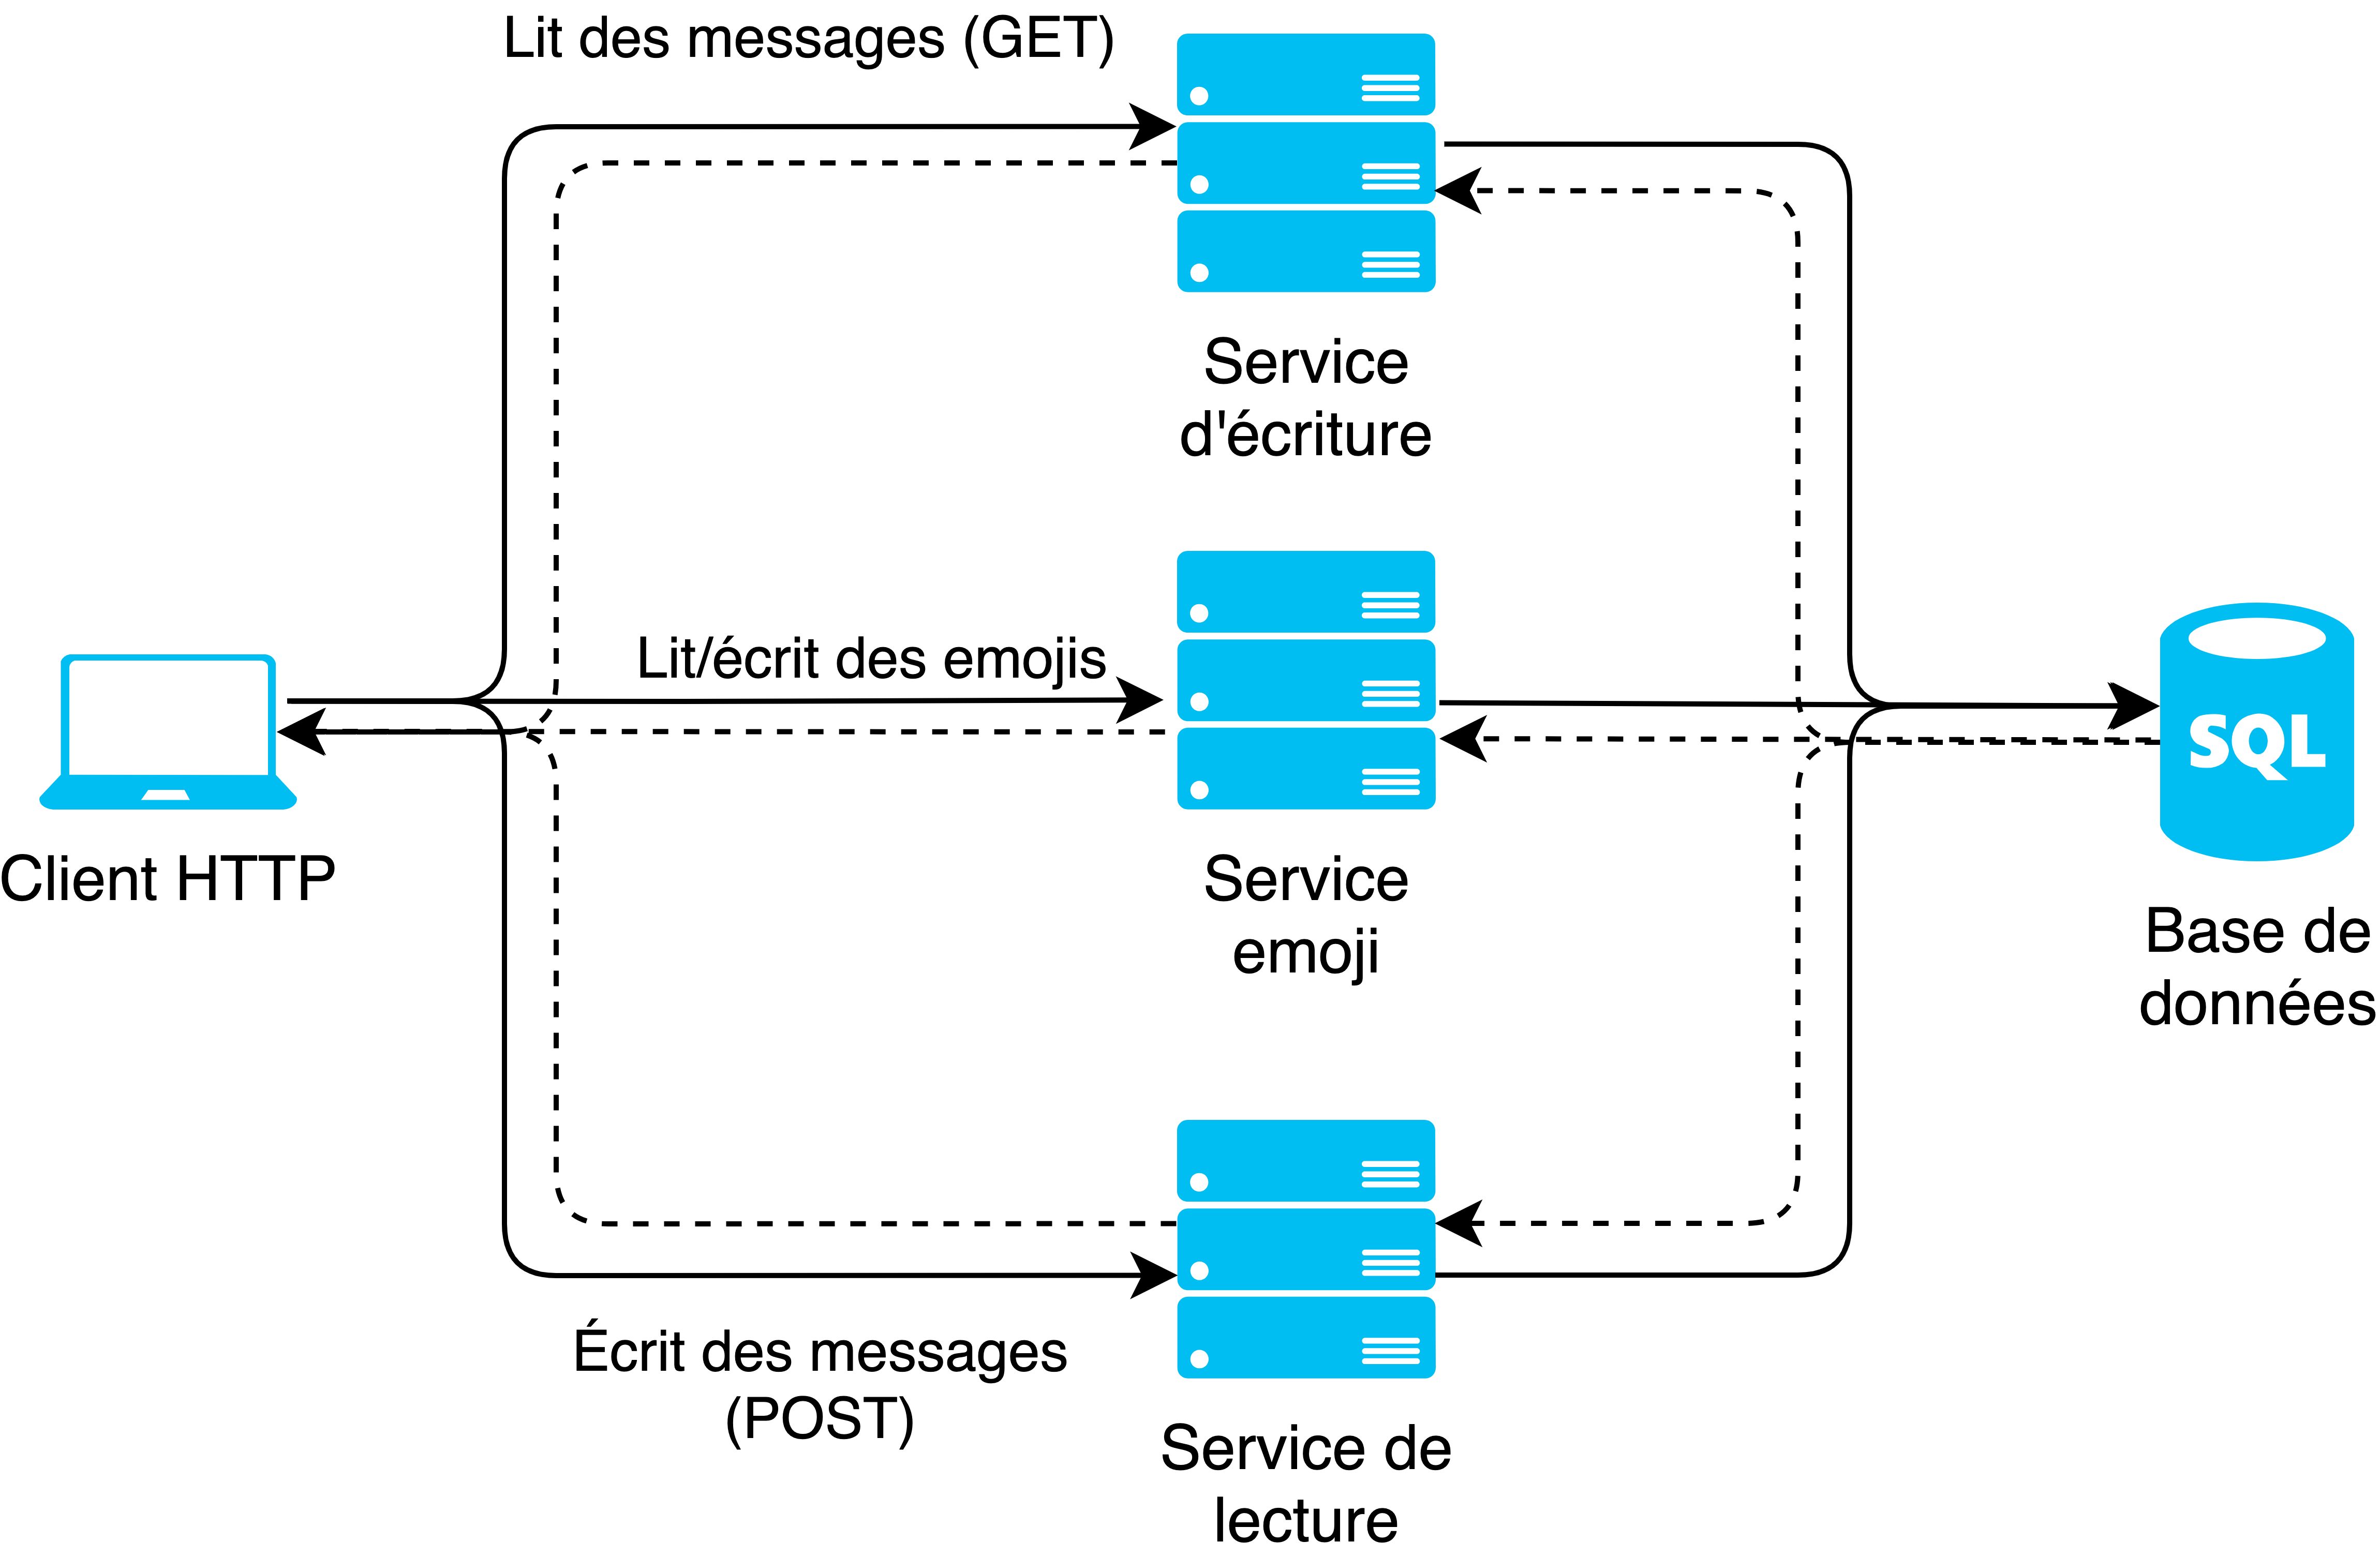 Lit des messages (GET)
Service
d'écriture
Lit/écrit des emojis
Client HTTP
Service
emoji
SQL
Base de
données
Écrit des messages
(POST)
Service de
lecture